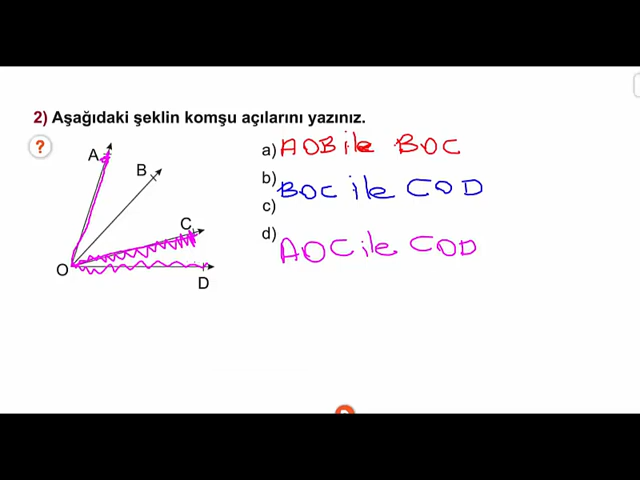 2) Aşağıdaki şeklin komşu açılarını yazınız.
?
A
B
C
O
D
a) AOB ile BOC
b) BOC ile COD
c)
d) AOC ile COD